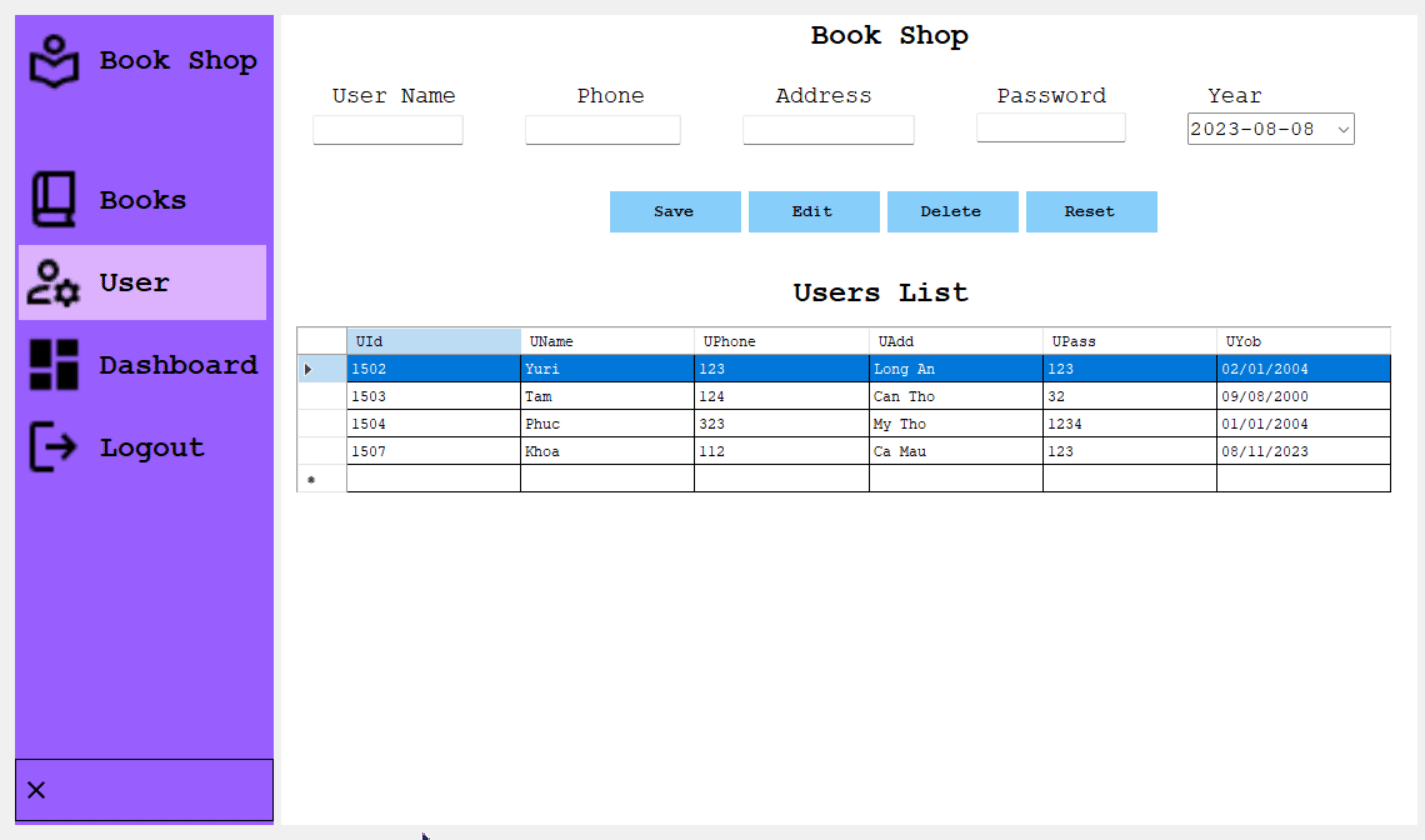 Book Shop
Books
User
Dashboard
Logout
Book Shop
User Name Phone Address Password Year
2023-08-08
Save Edit Delete Reset
Users List
UId UName UPhone UAdd UPass UYob
1502 Yuri 123 Long An 123 02/01/2004
1503 Tam 124 Can Tho 32 09/08/2000
1504 Phuc 323 My Tho 1234 01/01/2004
1507 Khoa 112 Ca Mau 123 08/11/2023